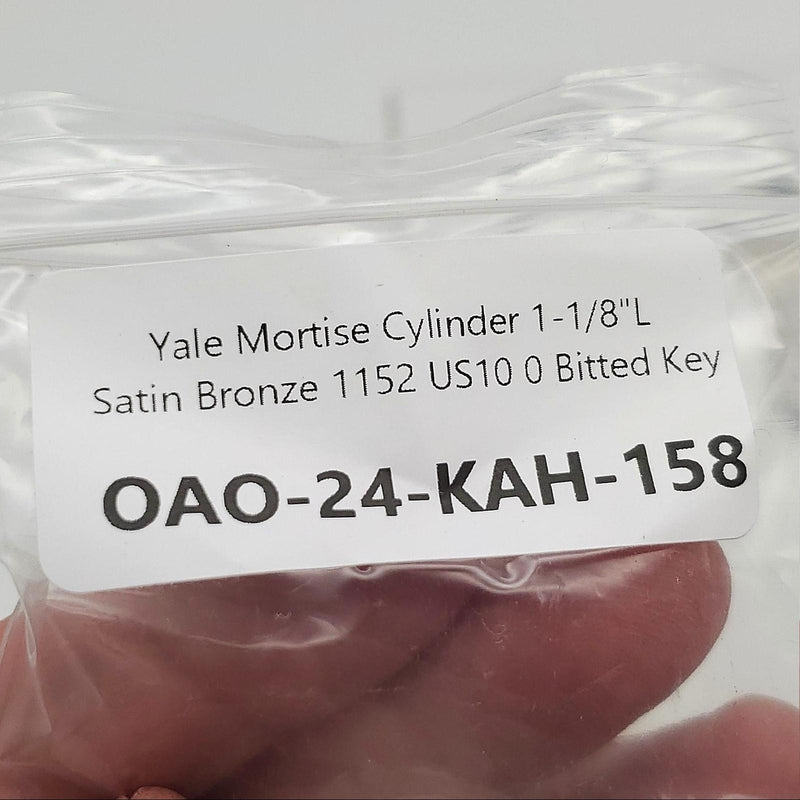 Yale Mortise Cylinder 1-1/8"L
Satin Bronze 1152 US10 0 Bitted Key
OAO-24-KAH-158